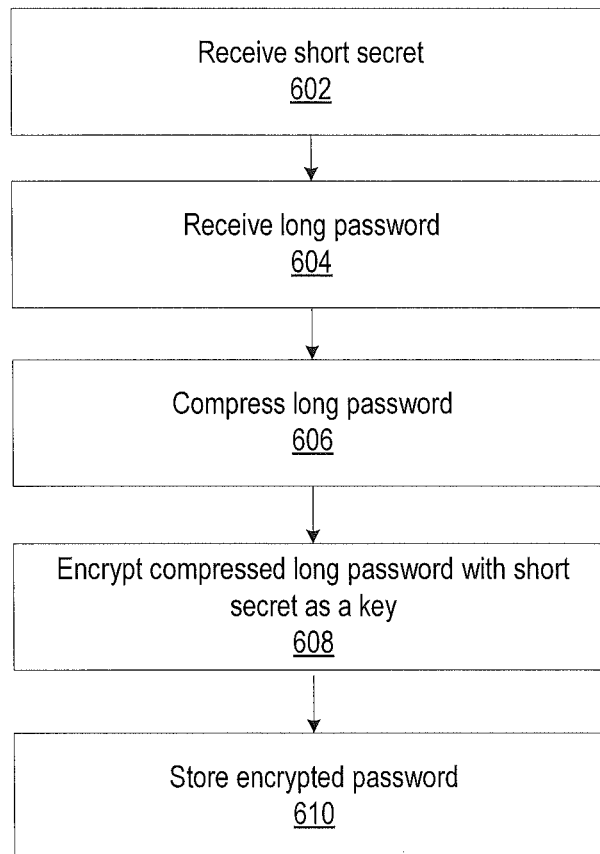 Receive short secret
602
Receive long password
604
Compress long password
606
Encrypt compressed long password with short
secret as a key
608
Store encrypted password
610